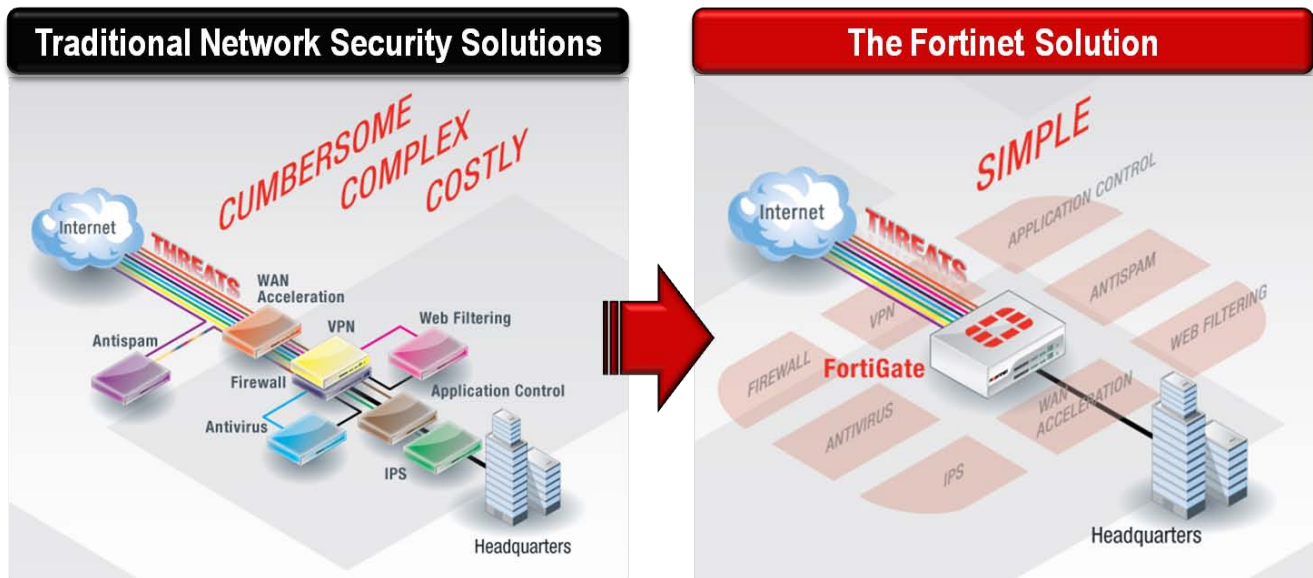 Traditional Network Security Solutions
CUMBERSOME
COMPLEX
COSTLY
Internet
THREATS
WAN
Acceleration
Antispam
VPN
Web Filtering
Firewall
Application Control
Antivirus
IPS
Headquarters
The Fortinet Solution
SIMPLE
Internet
THREATS
APPLICATION CONTROL
ANTISPAM
VPN
WEB FILTERING
FIREWALL
FortiGate
WAN
ACCELERATION
ANTIVIRUS
IPS
Headquarters